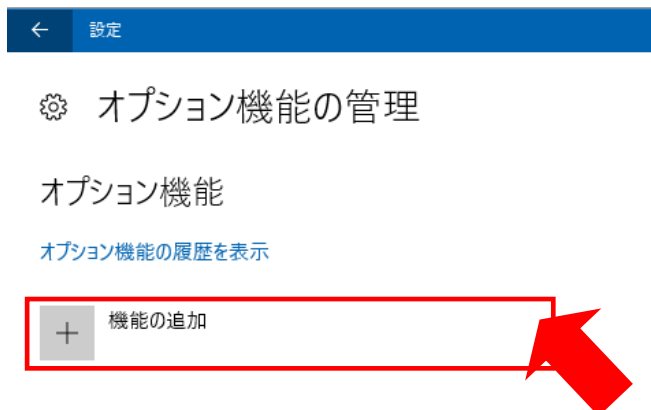 設定
オプション機能の管理
オプション機能
オプション機能の履歴を表示
機能の追加